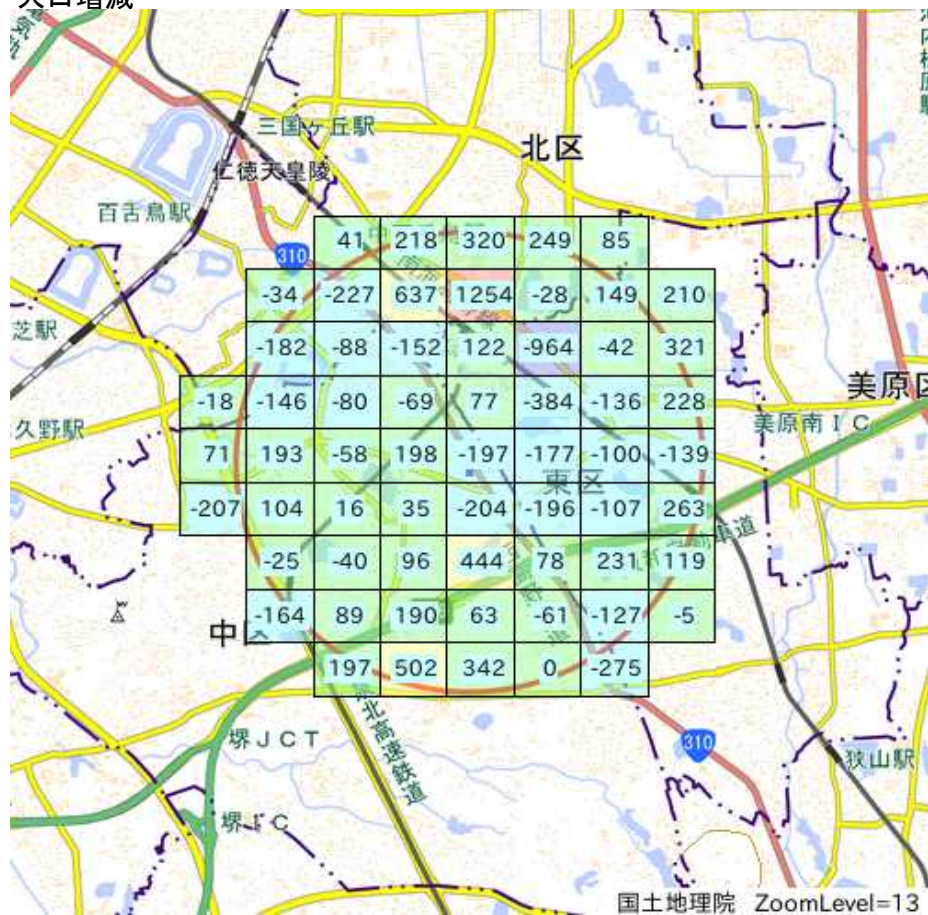 人口増減
三国ヶ丘駅
北区
仁徳天皇陵
百舌鳥駅
310
41 218 320 249 85
-34 -227 637 1254 -28 149 210
芝駅
-182 -88 -152 122 -964 -42 321
美原区
-18 -146 -80 -69 77 -384 -136 228
久野駅
美原南IC
71 193 -58 198 -197 -177 -100 -139
東区
-207 104 16 35 -204 -196 -107 263
-25 -40 96 444 78 231 119
-164 89 190 63 -61 -127 -5
中区
197 502 342 0 -275
堺JCT
310
狭山駅
堺IC
国土地理院 ZoomLevel=13